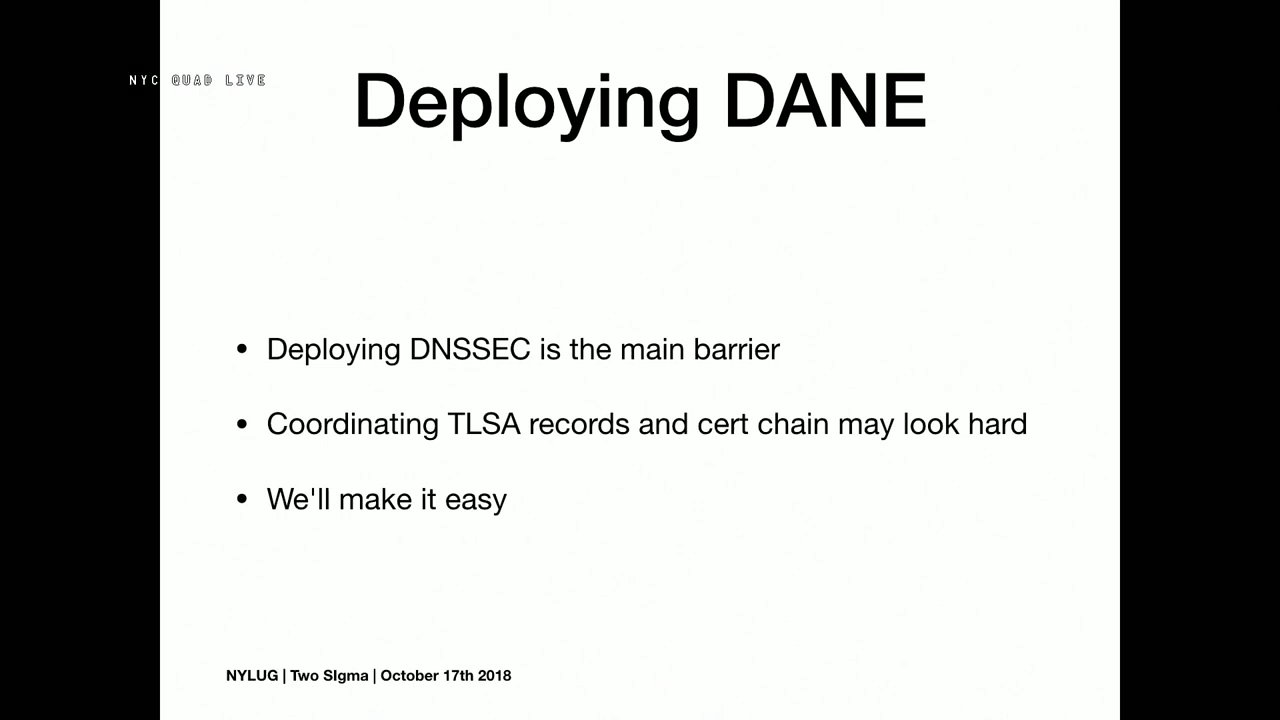 NYC QUAD LIVE
Deploying DANE
• Deploying DNSSEC is the main barrier
• Coordinating TLSA records and cert chain may look hard
• We'll make it easy
NYLUG | Two SIgma | October 17th 2018